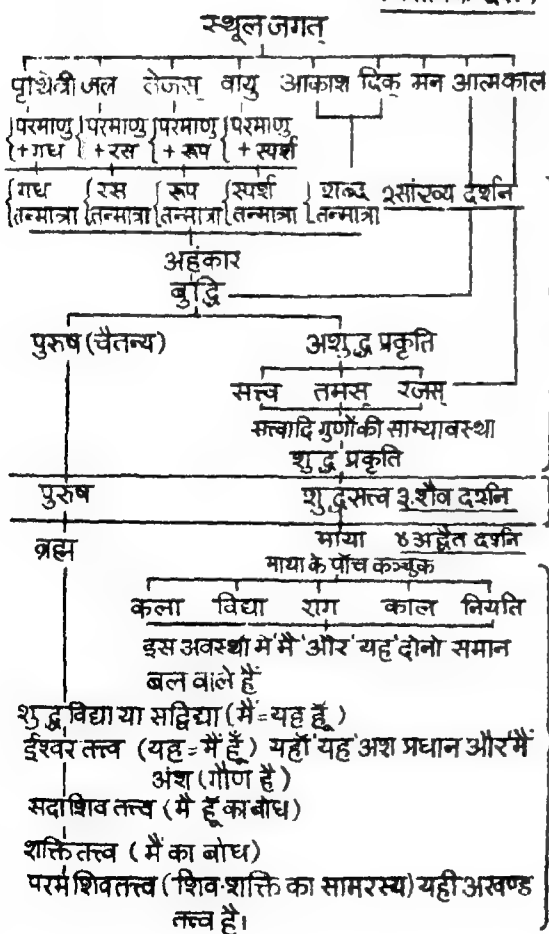 स्थूल जगत्
पृथिवी जल तेजस् वायु आकाश दिक् मन आत्म काल
परमाणु परमाणु परमाणु परमाणु
+गध +रस +रूप +स्पर्श
गध रस रूप स्पर्श शब्द २सांख्य दर्शन
तन्मात्रा तन्मात्रा तन्मात्रा तन्मात्रा तन्मात्रा
अहंकार
बुद्धि
पुरुष (चैतन्य) अशुद्ध प्रकृति
सत्त्व तमस् रजस्
सत्त्वादि गुणों की साम्यावस्था
शुद्ध प्रकृति
पुरुष शुद्धसत्त्व ३.शैव दर्शन
ब्रह्म माया ४अद्वैत दर्शन
माया के पाँच कञ्चुक
कला विद्या राग काल नियति
इस अवस्था मे 'मै' और 'यह' दोनो समान
बल वाले हैं
शुद्ध विद्या या सद्विद्या (मैं=यह हूँ)
ईश्वर तत्त्व (यह=मैं हूँ) यहाँ 'यह' अश प्रधान और 'मैं'
अंश (गौण है)
सदाशिव तत्त्व (मै हूँ का बोध)
शक्ति तत्त्व (मैं का बोध)
परम शिवतत्त्व (शिव-शक्ति का सामरस्य) यही अखण्ड
तत्त्व है।